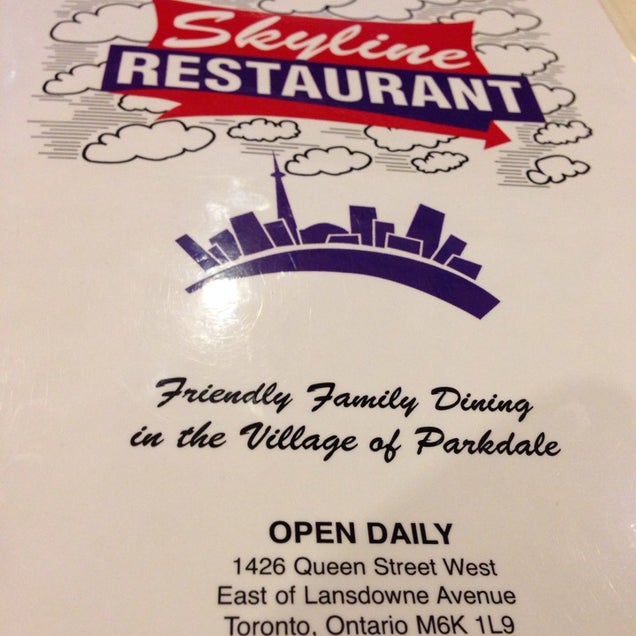 Skyline
RESTAURANT
Friendly Family Dining
in the Village of Parkdale
OPEN DAILY
1426 Queen Street West
East of Lansdowne Avenue
Toronto, Ontario M6K 1L9